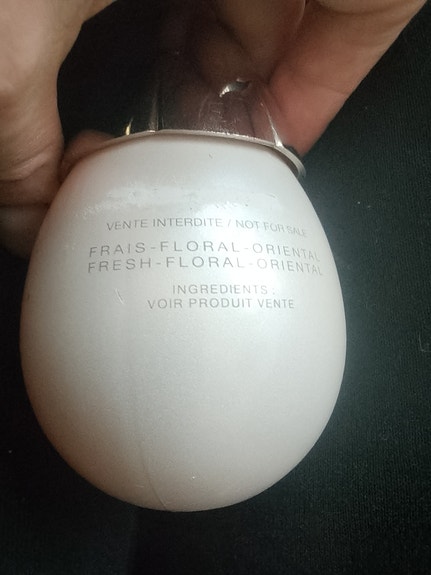 VENTE INTERDITE / NOT FOR SALE
FRAIS-FLORAL-ORIENTAL
FRESH-FLORAL-ORIENTAL
INGREDIENTS :
VOIR PRODUIT VENTE